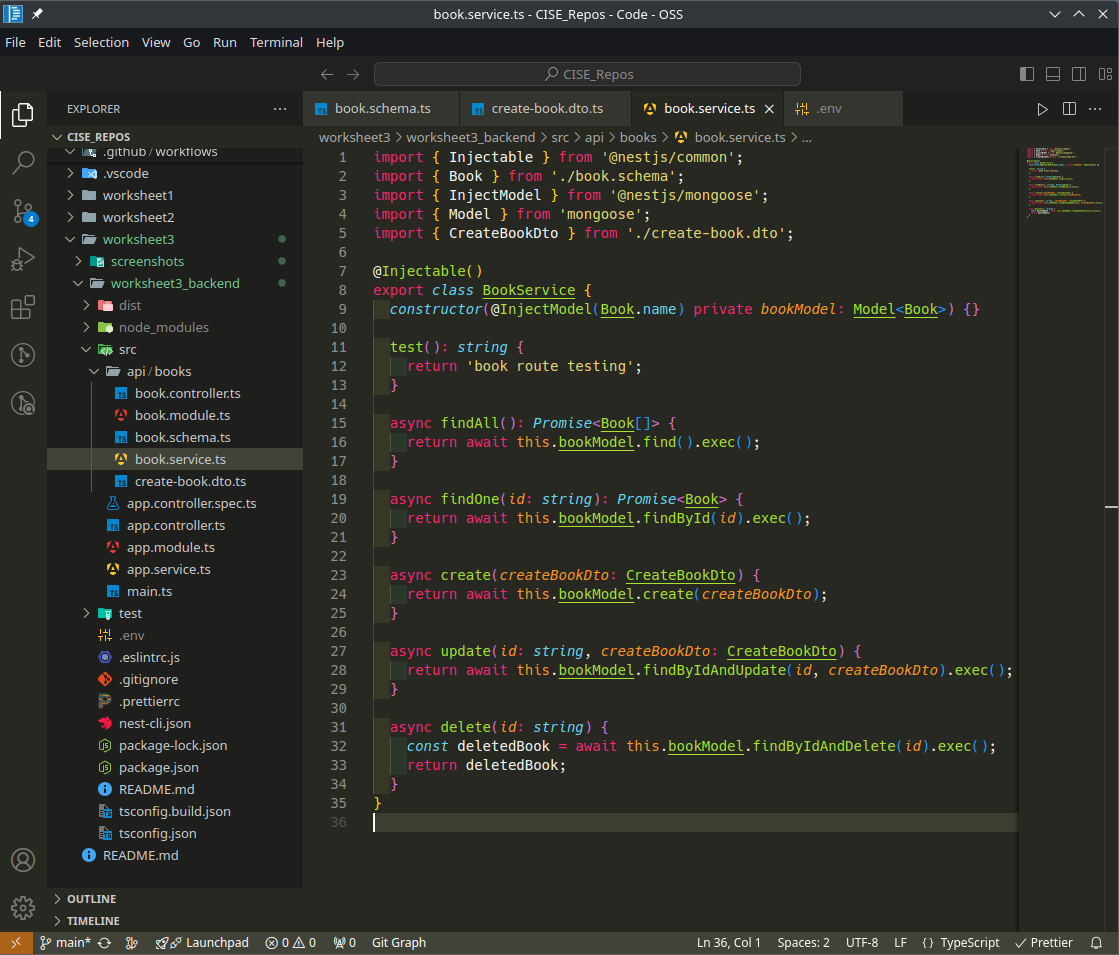 book.service.ts - CISE_Repos - Code - OSS
File Edit Selection View Go Run Terminal Help
CISE_Repos
EXPLORER
CISE_REPOS
.github / workflows
.vscode
worksheet1
worksheet2
worksheet3
screenshots
worksheet3_backend
dist
node_modules
src
api / books
book.controller.ts
book.module.ts
book.schema.ts
book.service.ts
create-book.dto.ts
app.controller.spec.ts
app.controller.ts
app.module.ts
app.service.ts
main.ts
test
.env
.eslintrc.js
.gitignore
.prettierrc
nest-cli.json
package-lock.json
package.json
README.md
tsconfig.build.json
tsconfig.json
README.md
OUTLINE
TIMELINE
4
book.schema.ts create-book.dto.ts book.service.ts .env
worksheet3 > worksheet3_backend > src > api > books > book.service.ts > ...
1 import { Injectable } from '@nestjs/common';
2 import { Book } from './book.schema';
3 import { InjectModel } from '@nestjs/mongoose';
4 import { Model } from 'mongoose';
5 import { CreateBookDto } from './create-book.dto';
6
7 @Injectable()
8 export class BookService {
9 constructor(@InjectModel(Book.name) private bookModel: Model<Book>) {}
10
11 test(): string {
12 return 'book route testing';
13 }
14
15 async findAll(): Promise<Book[]> {
16 return await this.bookModel.find().exec();
17 }
18
19 async findOne(id: string): Promise<Book> {
20 return await this.bookModel.findById(id).exec();
21 }
22
23 async create(createBookDto: CreateBookDto) {
24 return await this.bookModel.create(createBookDto);
25 }
26
27 async update(id: string, createBookDto: CreateBookDto) {
28 return await this.bookModel.findByIdAndUpdate(id, createBookDto).exec();
29 }
30
31 async delete(id: string) {
32 const deletedBook = await this.bookModel.findByIdAndDelete(id).exec();
33 return deletedBook;
34 }
35 }
36
main* Launchpad 0 0 0 Git Graph Ln 36, Col 1 Spaces: 2 UTF-8 LF {} TypeScript Prettier